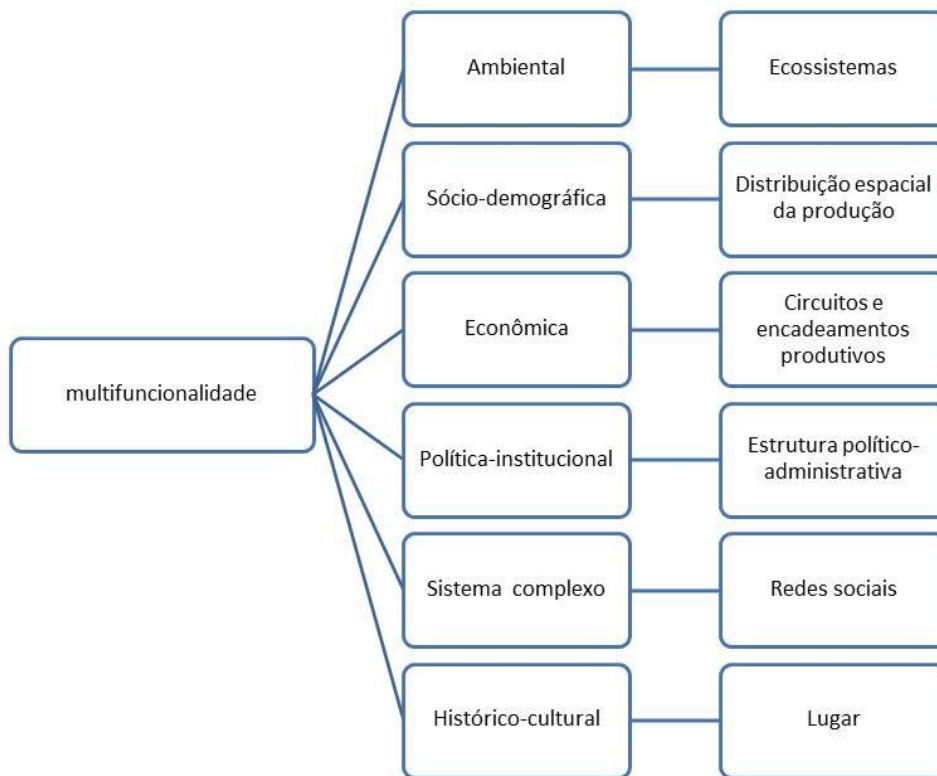 Ambiental
Ecossistemas
Sócio-demográfica
Distribuição espacial
da produção
multifuncionalidade
Econômica
Circuitos e
encadeamentos
produtivos
Política-institucional
Estrutura político-
administrativa
Sistema complexo
Redes sociais
Histórico-cultural
Lugar